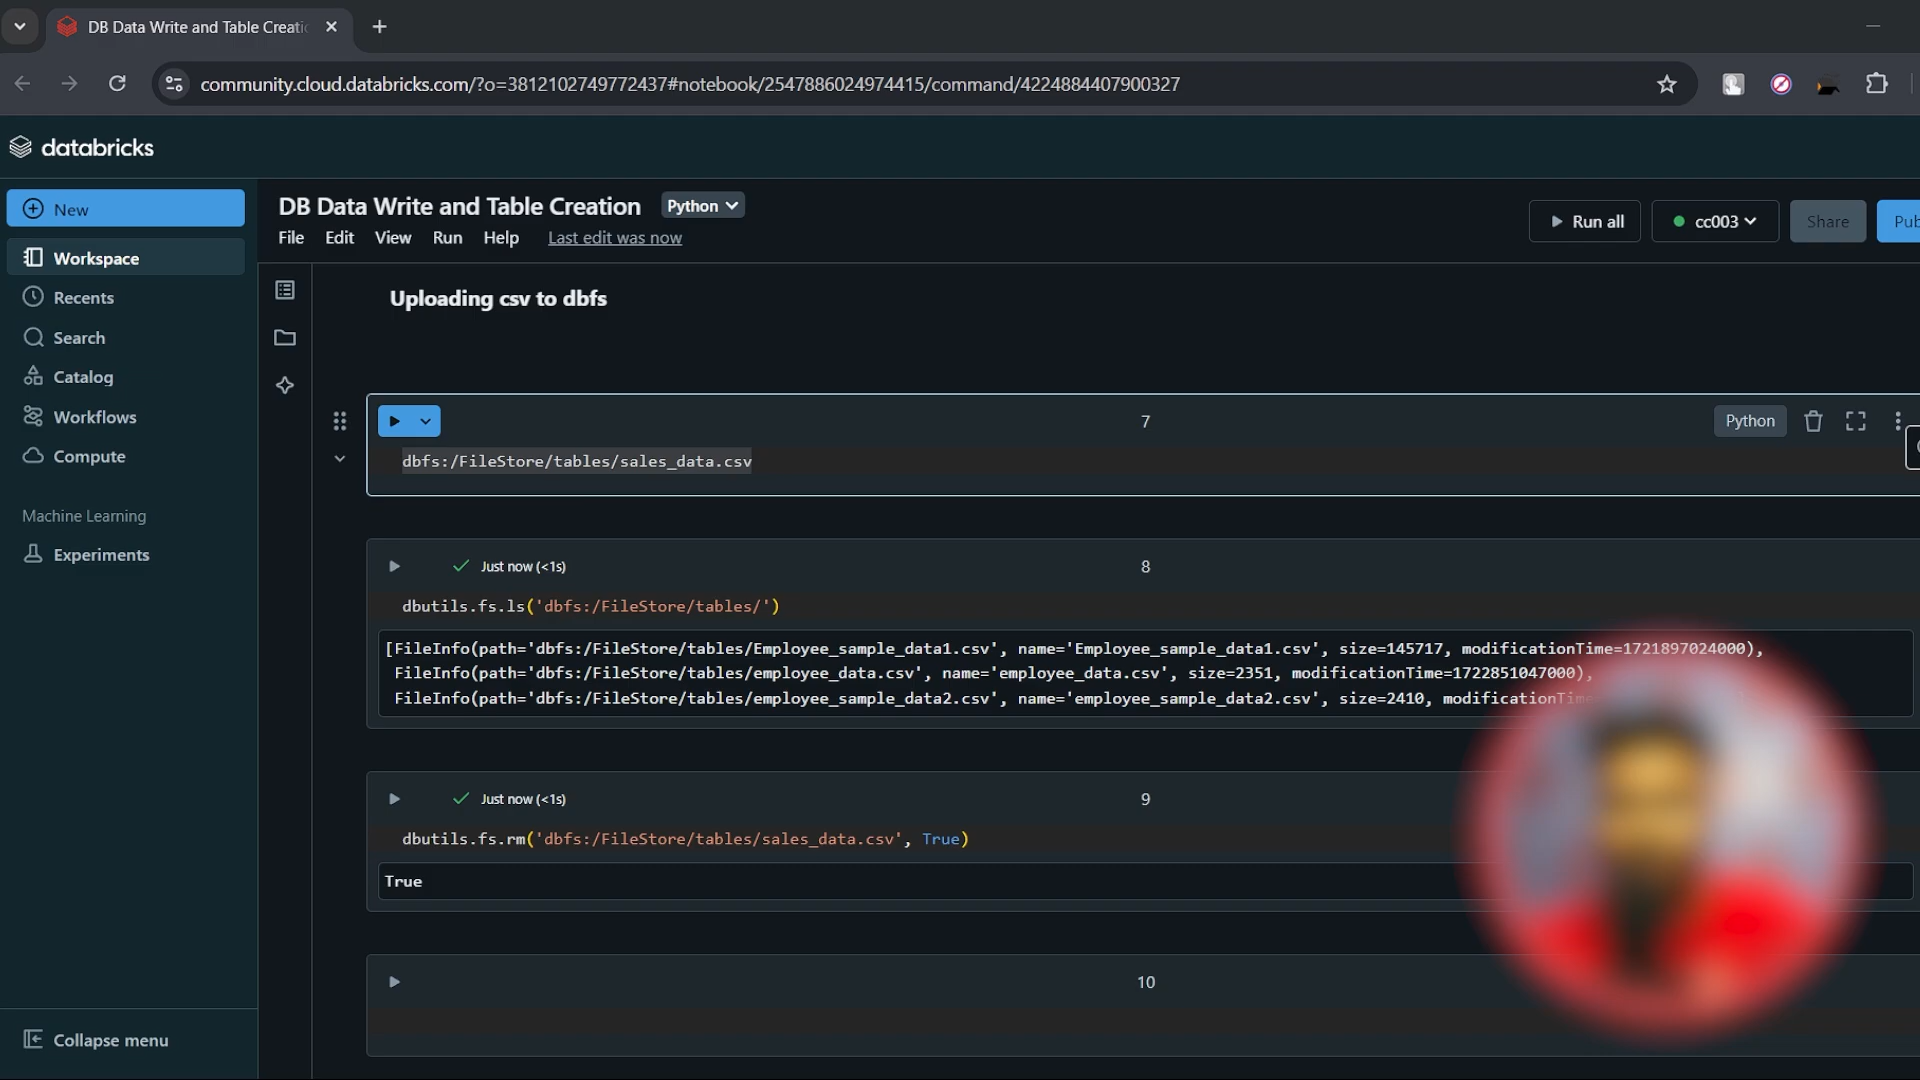 DB Data Write and Table Creatio
community.cloud.databricks.com/?o=3812102749772437#notebook/2547886024974415/command/4224884407900327
databricks
New
Workspace
Recents
Search
Catalog
Workflows
Compute
Machine Learning
Experiments
Collapse menu
DB Data Write and Table Creation
Python
File Edit View Run Help Last edit was now
Run all
cc003
Share
Pub
Uploading csv to dbfs
7
Python
dbfs:/FileStore/tables/sales_data.csv
Just now (<1s)
8
dbutils.fs.ls('dbfs:/FileStore/tables/')
[FileInfo(path='dbfs:/FileStore/tables/Employee_sample_data1.csv', name='Employee_sample_data1.csv', size=145717, modificationTime=1721897024000),
FileInfo(path='dbfs:/FileStore/tables/employee_data.csv', name='employee_data.csv', size=2351, modificationTime=1722851047000),
FileInfo(path='dbfs:/FileStore/tables/employee_sample_data2.csv', name='employee_sample_data2.csv', size=2410, modificationTime
Just now (<1s)
9
dbutils.fs.rm('dbfs:/FileStore/tables/sales_data.csv', True)
True
10